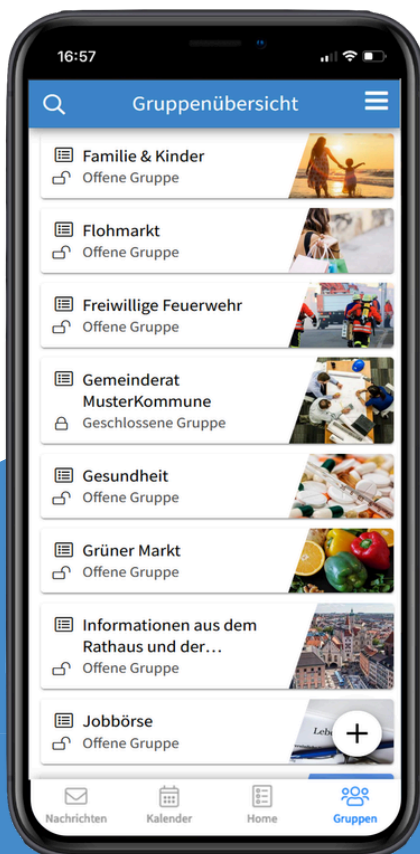 16:57
Gruppenübersicht
Familie & Kinder
Offene Gruppe
Flohmarkt
Offene Gruppe
Freiwillige Feuerwehr
Offene Gruppe
Gemeinderat
MusterKommune
Geschlossene Gruppe
Gesundheit
Offene Gruppe
Grüner Markt
Offene Gruppe
Informationen aus dem
Rathaus und der...
Offene Gruppe
Jobbörse
Offene Gruppe
Nachrichten
Kalender
Home
Gruppen